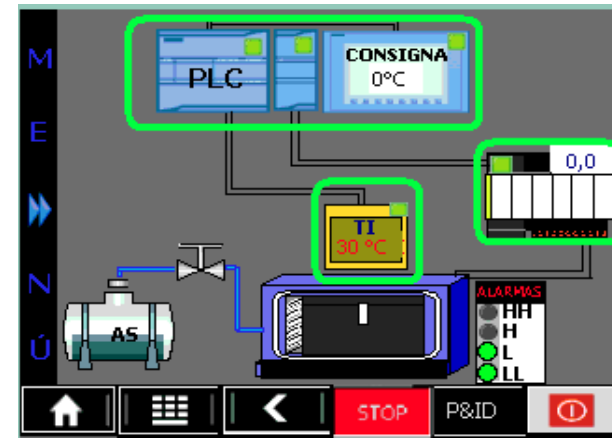 M
E
N
Ú
PLC
CONSIGNA
0°C
0,0
TI
30 °C
AS
ALARMAS
HH
H
L
LL
STOP
P&ID